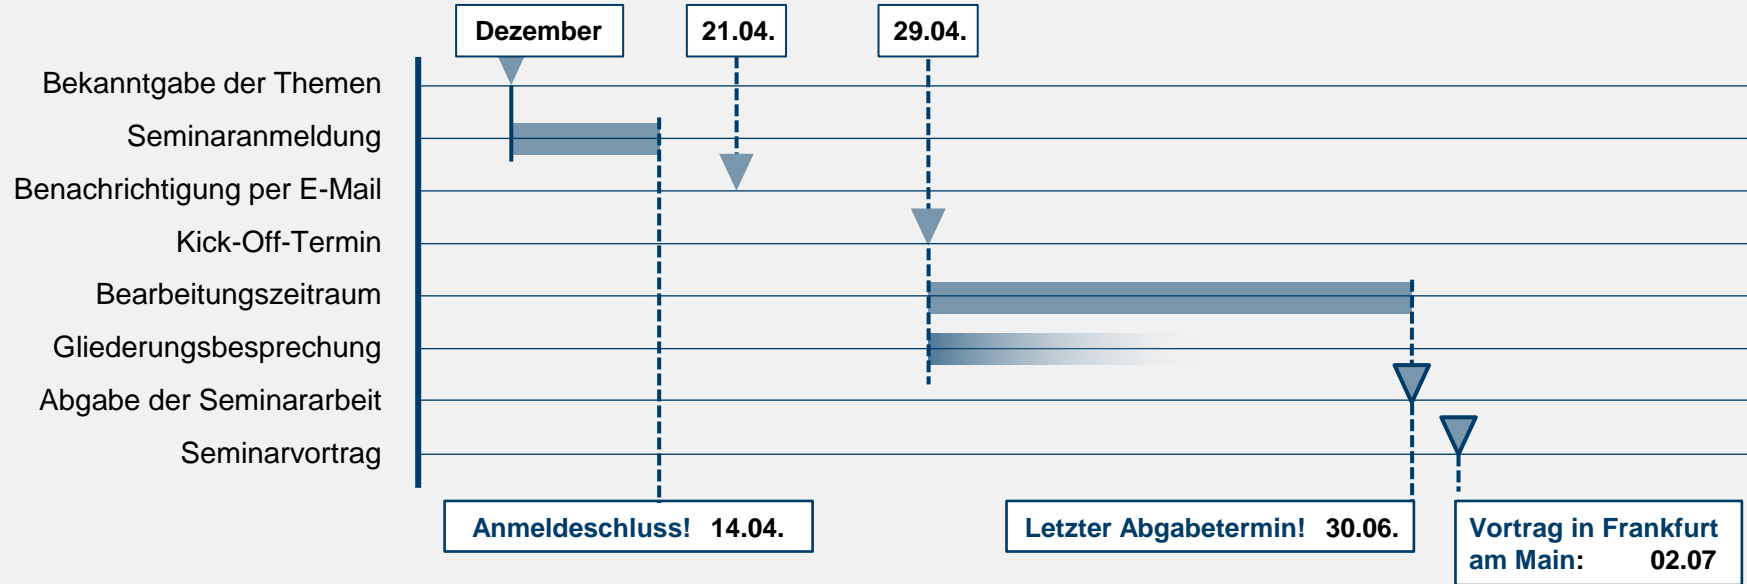 Dezember
21.04.
29.04.
Bekanntgabe der Themen
Seminaranmeldung
Benachrichtigung per E-Mail
Kick-Off-Termin
Bearbeitungszeitraum
Gliederungsbesprechung
Abgabe der Seminararbeit
Seminarvortrag
Anmeldeschluss! 14.04.
Letzter Abgabetermin! 30.06.
Vortrag in Frankfurt
am Main: 02.07